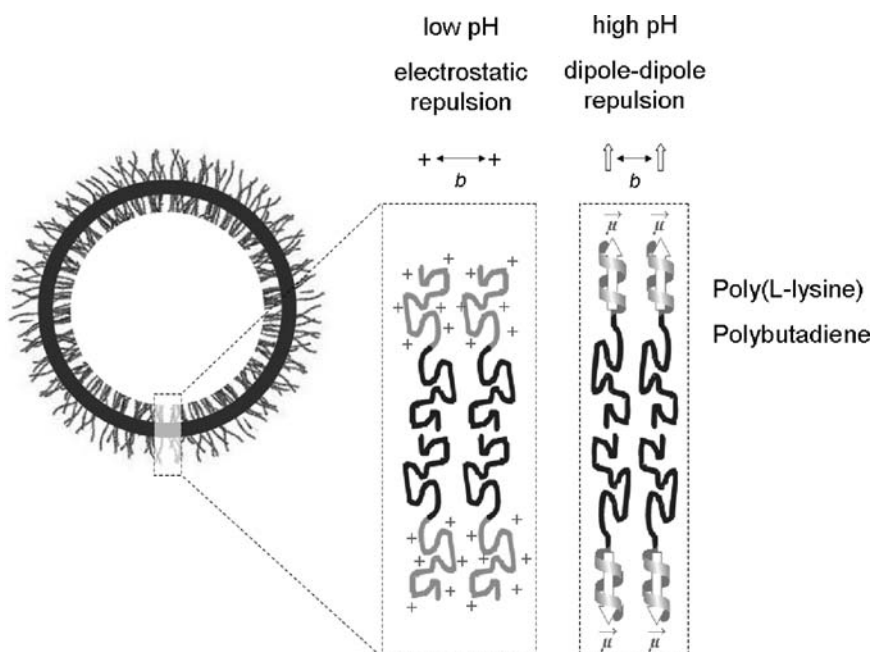 low pH
electrostatic
repulsion
+ ↔ +
b
+ + + + + + + +
+ + + + + + + +
high pH
dipole-dipole
repulsion
b
μ⃗ μ⃗
μ⃗ μ⃗
Poly(L-lysine)
Polybutadiene